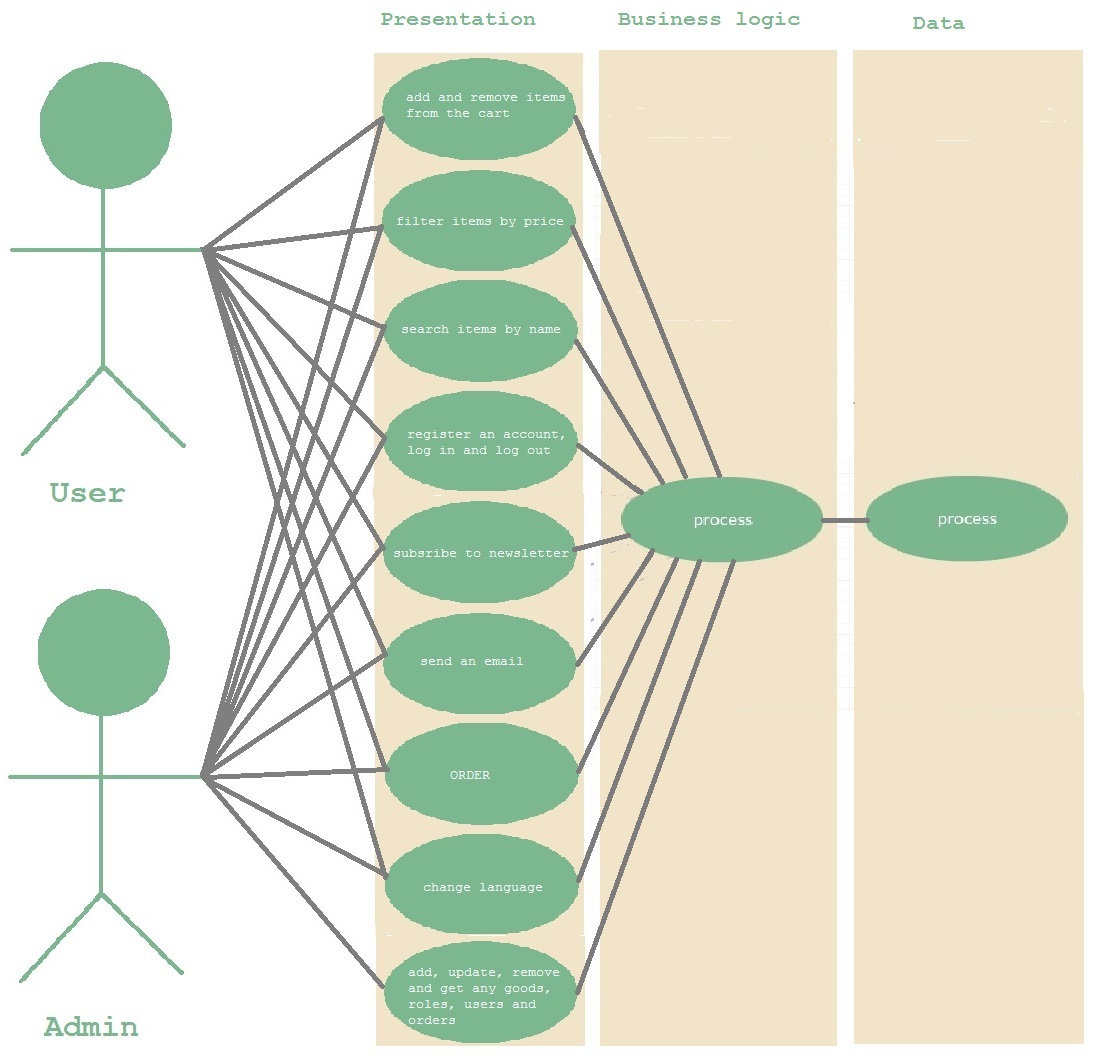 Presentation
Business logic
Data
add and remove items
from the cart
filter items by price
search items by name
register an account,
log in and log out
User
process
process
subsribe to newsletter
send an email
ORDER
change language
add, update, remove
and get any goods,
roles, users and
orders
Admin